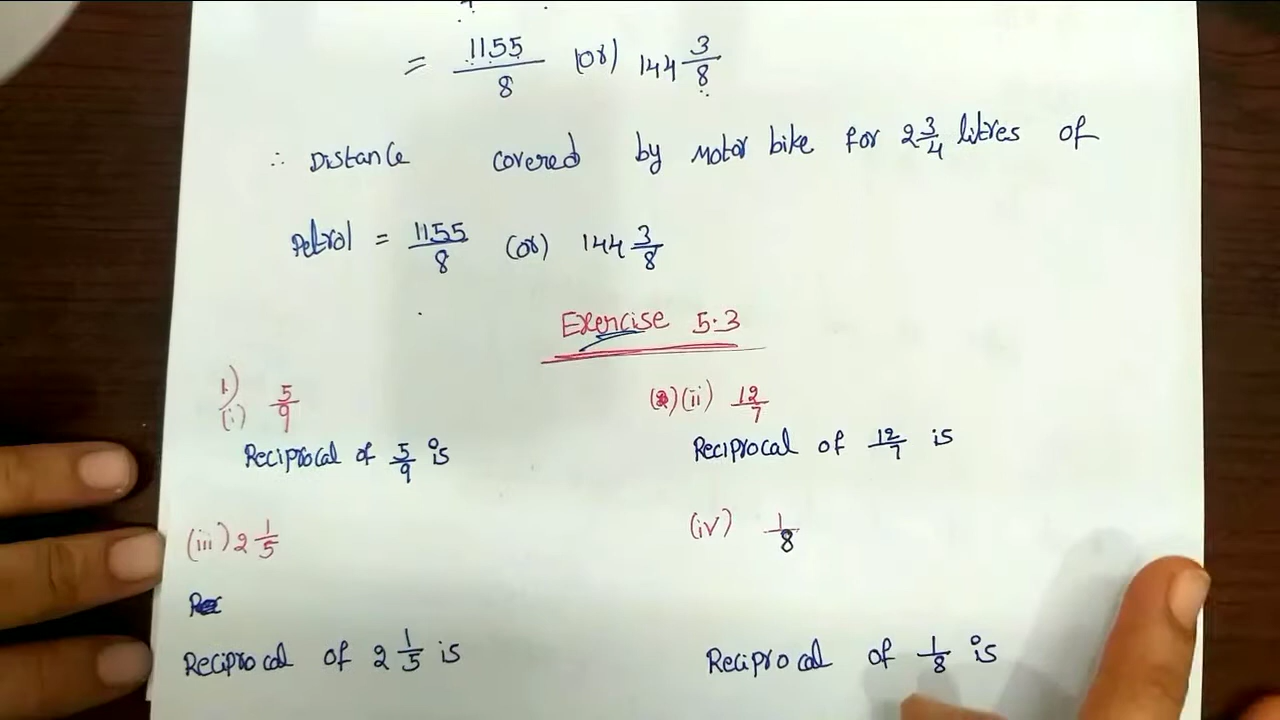 = 1155/8 (or) 144 3/8
∴ Distance covered by Motor bike for 2 3/4 litres of
Petrol = 1155/8 (or) 144 3/8
Exercise 5.3
1) (i) 5/9
(2) (ii) 12/7
Reciprocal of 5/9 is
Reciprocal of 12/7 is
(iii) 2 1/5
(iv) 1/8
Reciprocal of 2 1/5 is
Reciprocal of 1/8 is